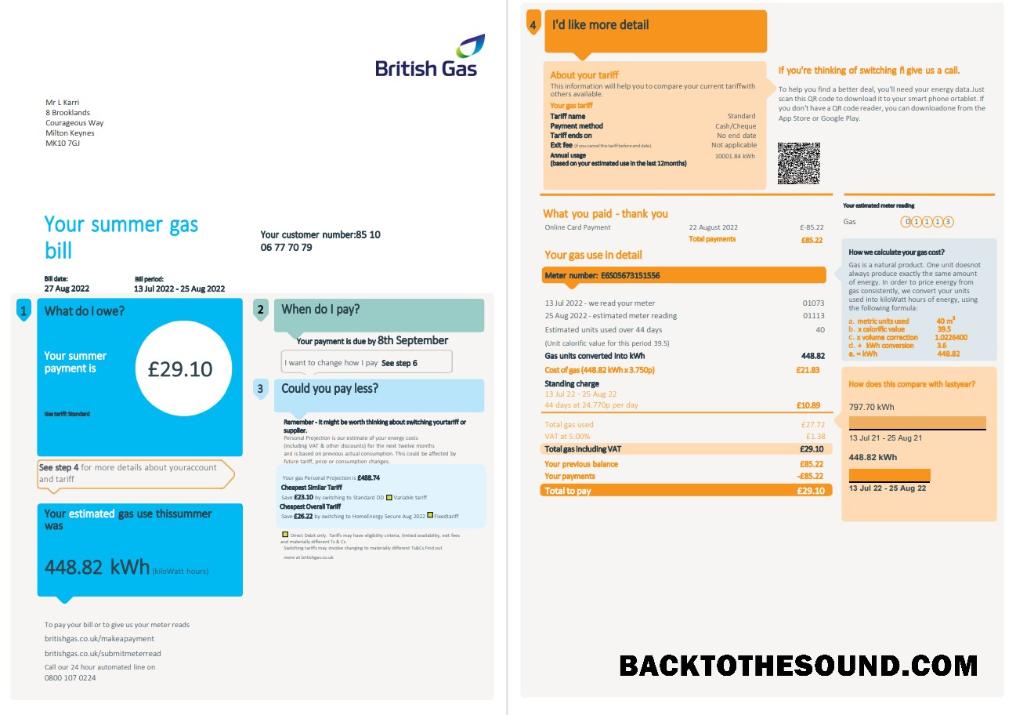 British Gas
Mr L Karri
8 Brooklands
Courageous Way
Milton Keynes
MK10 7GJ
Your summer gas
bill
Your customer number:85 10
06 77 70 79
Bill date:
27 Aug 2022
Bill period:
13 Jul 2022 - 25 Aug 2022
1
What do I owe?
Your summer
payment is
£29.10
Use tariff: Standard
See step 4 for more details about youraccount
and tariff
Your estimated gas use thissummer
was
448.82 kWh (kiloWatt hours)
To pay your bill or to give us your meter reads
britishgas.co.uk/makeapayment
britishgas.co.uk/submitmeterread
Call our 24 hour automated line on
0800 107 0224
2
When do I pay?
Your payment is due by 8th September
I want to change how I pay See step 6
3
Could you pay less?
Remember - it might be worth thinking about switching yourtariff or
supplier.
Personal Projection is our estimate of your energy costs
(including VAT & other discounts) for the next twelve months
and is based on previous actual consumption. This could be affected by
future tariff, price or consumption changes.
Your gas Personal Projection is £488.74
Cheapest Similar Tariff
Save £23.10 by switching to Standard DD Variable tariff
Cheapest Overall Tariff
Save £26.22 by switching to HomeEnergy Secure Aug 2022 Fixedtariff
Direct Debit only. Tariffs may have eligibility criteria, limited availability, exit fees
and materially different Ts & Cs.
Switching tariffs may involve changing to materially different Ts&Cs Find out
more at britishgas.co.uk
4
I'd like more detail
About your tariff
This information will help you to compare your current tariffwith
others available.
Your gas tariff
Tariff name Standard
Payment method Cash/Cheque
Tariff ends on No end date
Exit fee (if you cancel this tariff before end date) Not applicable
Annual usage 10001.84 kWh
(based on your estimated use in the last 12months)
If you're thinking of switching ñ give us a call.
To help you find a better deal, you'll need your energy data.Just
scan this QR code to download it to your smart phone ortablet. If
you don't have a QR code reader, you can downloadone from the
App Store or Google Play.
What you paid - thank you
Online Card Payment 22 August 2022 £-85.22
Total payments £85.22
Your gas use in detail
Meter number: E6S05673151556
13 Jul 2022 - we read your meter 01073
25 Aug 2022 - estimated meter reading 01113
Estimated units used over 44 days 40
(Unit calorific value for this period 39.5)
Gas units converted into kWh 448.82
Cost of gas (448.82 kWh x 3.750p) £21.83
Standing charge
13 Jul 22 - 25 Aug 22
44 days at 24.770p per day £10.89
Total gas used £27.72
VAT at 5.00% £1.38
Total gas including VAT £29.10
Your previous balance £85.22
Your payments -£85.22
Total to pay £29.10
Your estimated meter reading
Gas 0 1 1 1 3
How we calculate your gas cost?
Gas is a natural product. One unit doesnot
always produce exactly the same amount
of energy. In order to price energy from
gas consistently, we convert your units
used into kiloWatt hours of energy, using
the following formula:
a. metric units used 40 m³
b. x calorific value 39.5
c. x volume correction 1.0226400
d. ÷ kWh conversion 3.6
e. = kWh 448.82
How does this compare with lastyear?
797.70 kWh
13 Jul 21 - 25 Aug 21
448.82 kWh
13 Jul 22 - 25 Aug 22
BACKTOTHESOUND.COM